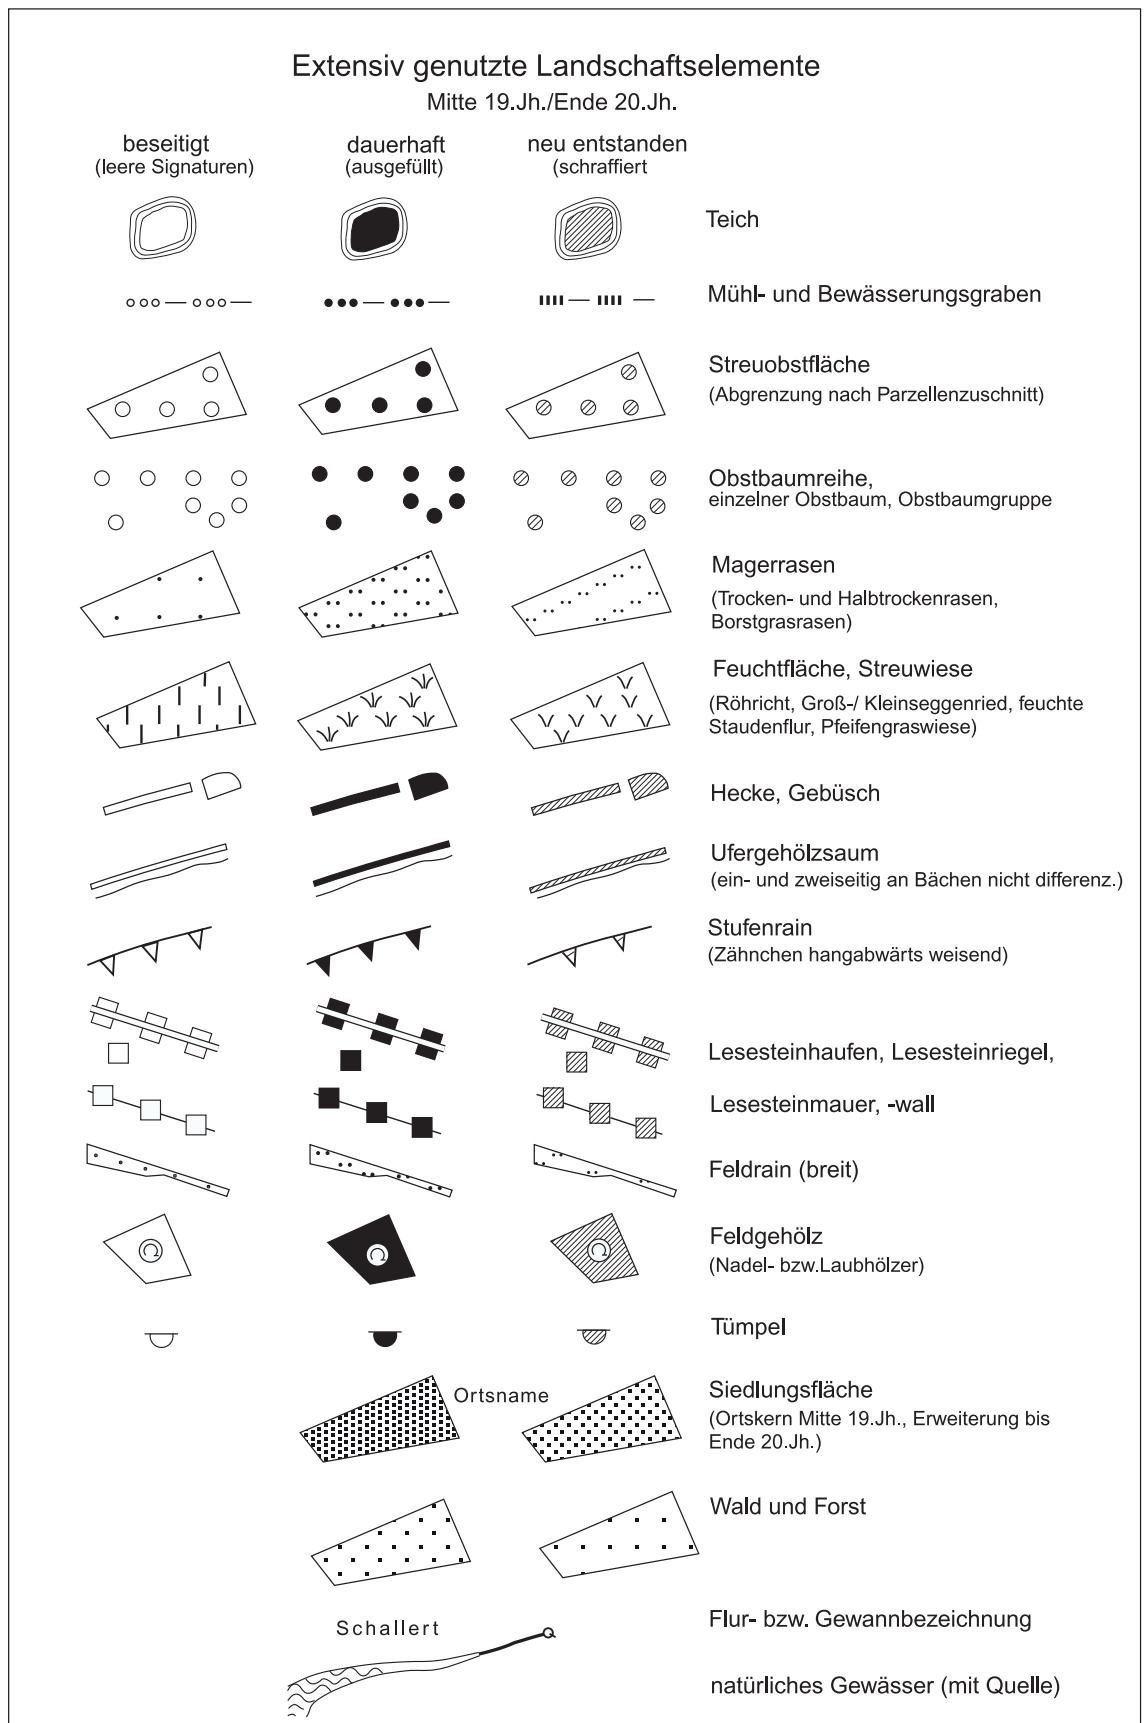 Extensiv genutzte Landschaftselemente
Mitte 19.Jh./Ende 20.Jh.
beseitigt
(leere Signaturen)
dauerhaft
(ausgefüllt)
neu entstanden
(schraffiert
Teich
Mühl- und Bewässerungsgraben
Streuobstfläche
(Abgrenzung nach Parzellenzuschnitt)
Obstbaumreihe,
einzelner Obstbaum, Obstbaumgruppe
Magerrasen
(Trocken- und Halbtrockenrasen,
Borstgrasrasen)
Feuchtfläche, Streuwiese
(Röhricht, Groß-/ Kleinseggenried, feuchte
Staudenflur, Pfeifengraswiese)
Hecke, Gebüsch
Ufergehölzsaum
(ein- und zweiseitig an Bächen nicht differenz.)
Stufenrain
(Zähnchen hangabwärts weisend)
Lesesteinhaufen, Lesesteinriegel,
Lesesteinmauer, -wall
Feldrain (breit)
Feldgehölz
(Nadel- bzw.Laubhölzer)
Tümpel
Ortsname
Siedlungsfläche
(Ortskern Mitte 19.Jh., Erweiterung bis
Ende 20.Jh.)
Wald und Forst
Schallert
Flur- bzw. Gewannbezeichnung
natürliches Gewässer (mit Quelle)